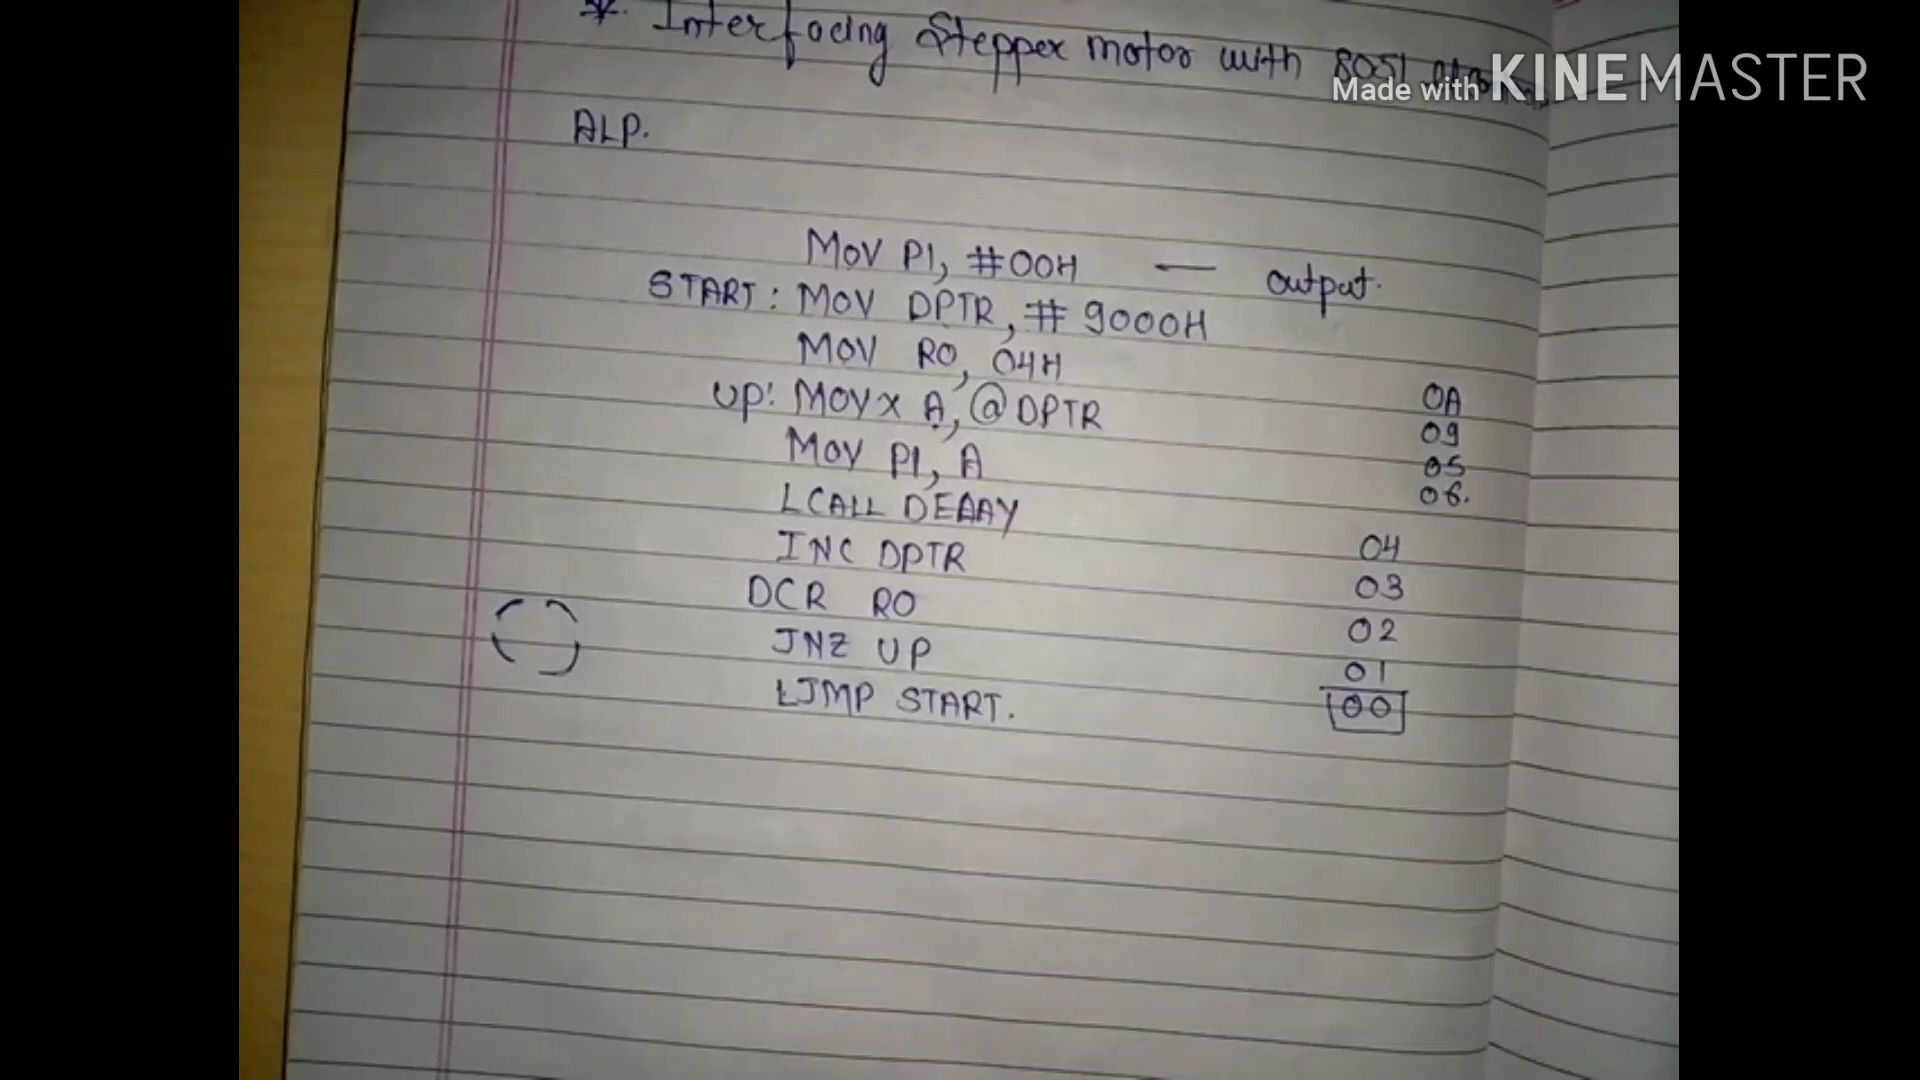 * Interfacing Stepper motor with 8051
Made with KINEMASTER
ALP.
MOV P1, #00H — output.
START: MOV DPTR, #9000H
MOV R0, 04H
UP: MOVX A, @DPTR
MOV P1, A
LCALL DEAAY
INC DPTR
DCR R0
JNZ UP
LJMP START.
0A
09
05
06.
04
03
02
01
00